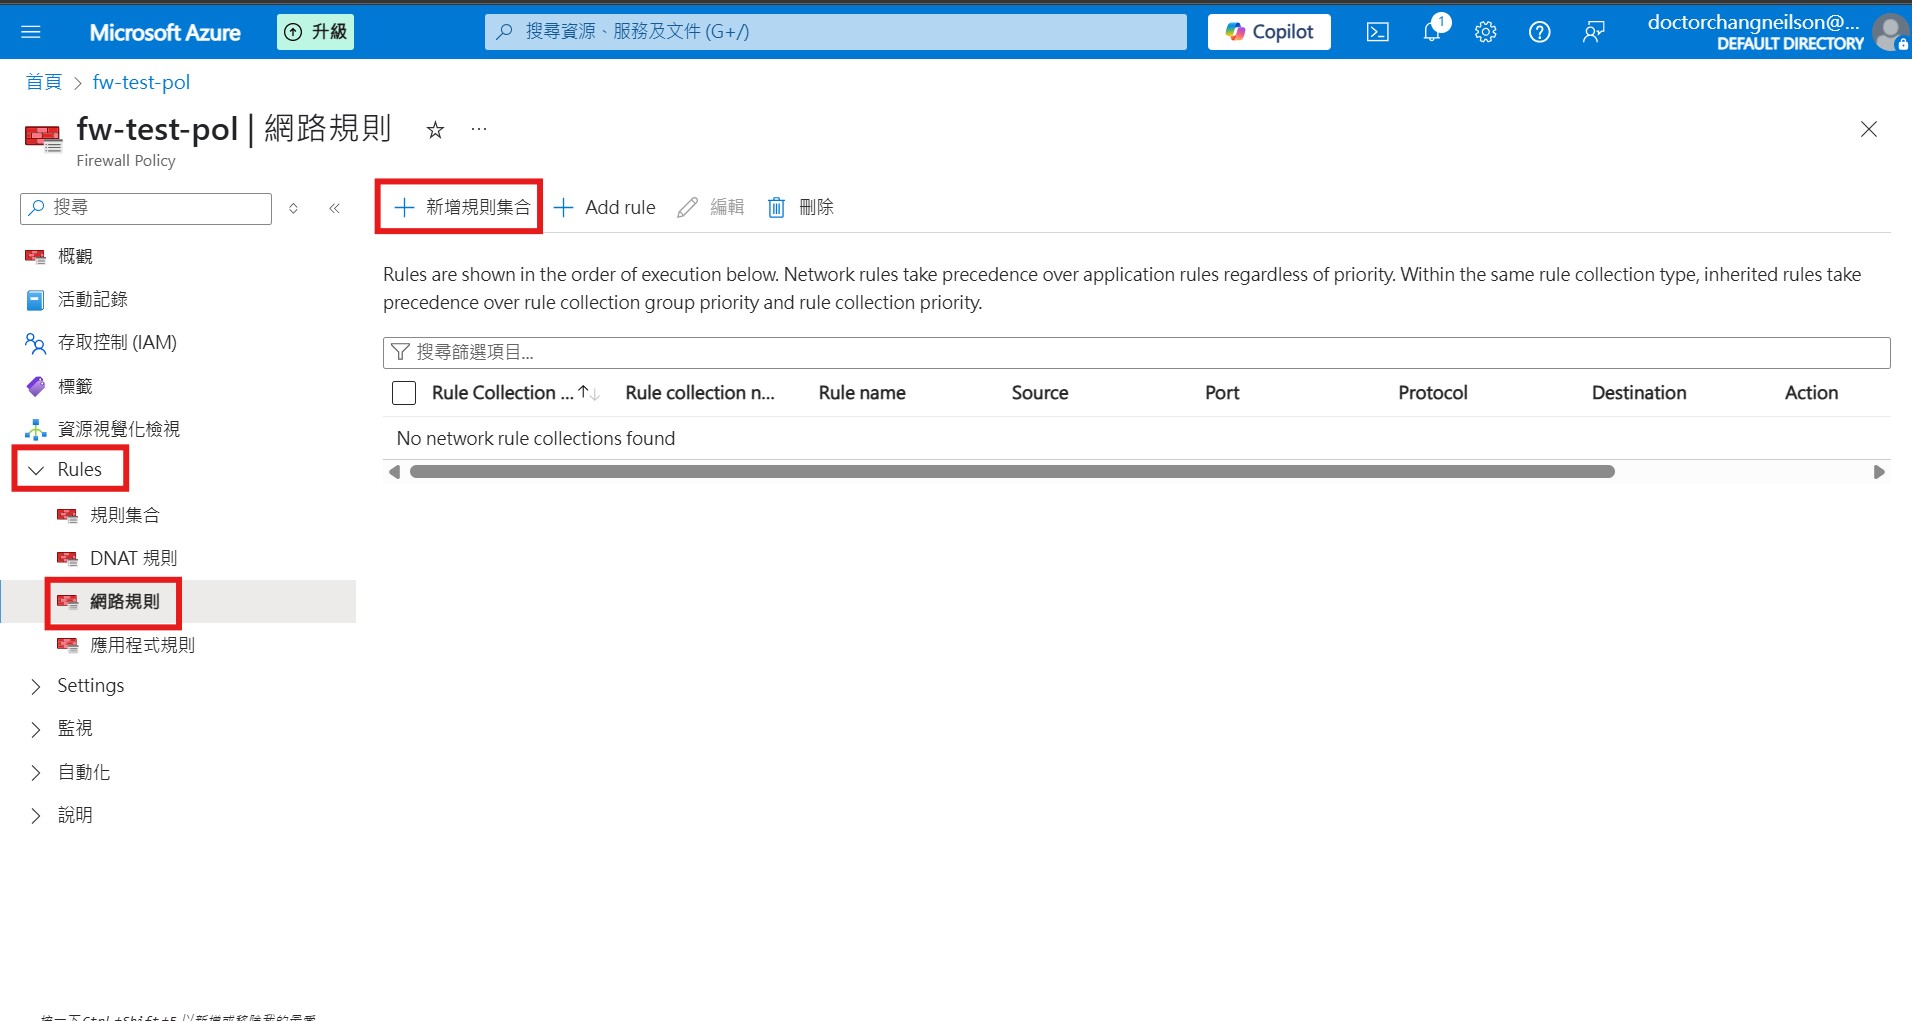 Microsoft Azure
升級
搜尋資源、服務及文件 (G+/)
Copilot
1
doctorchangneilson@...
DEFAULT DIRECTORY
首頁 > fw-test-pol
fw-test-pol | 網路規則
Firewall Policy
搜尋
新增規則集合
Add rule
編輯
刪除
概觀
活動記錄
存取控制 (IAM)
標籤
資源視覺化檢視
Rules
規則集合
DNAT 規則
網路規則
應用程式規則
Settings
監視
自動化
說明
Rules are shown in the order of execution below. Network rules take precedence over application rules regardless of priority. Within the same rule collection type, inherited rules take
precedence over rule collection group priority and rule collection priority.
搜尋篩選項目...
Rule Collection ...
Rule collection n...
Rule name
Source
Port
Protocol
Destination
Action
No network rule collections found